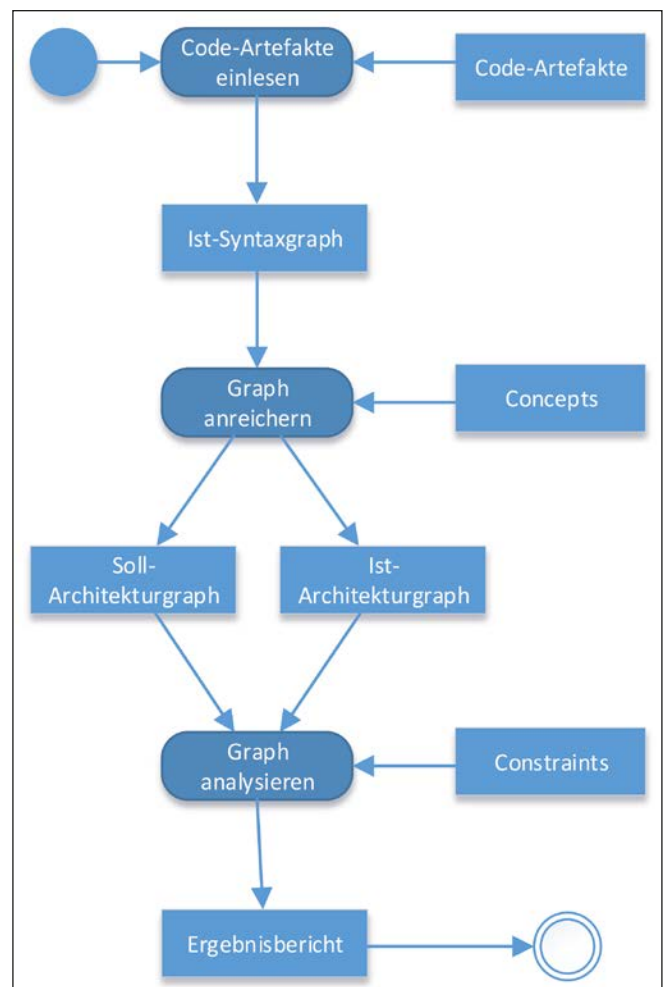 Code-Artefakte
einlesen
Code-Artefakte
Ist-Syntaxgraph
Graph
anreichern
Concepts
Soll-
Architekturgraph
Ist-
Architekturgraph
Graph
analysieren
Constraints
Ergebnisbericht